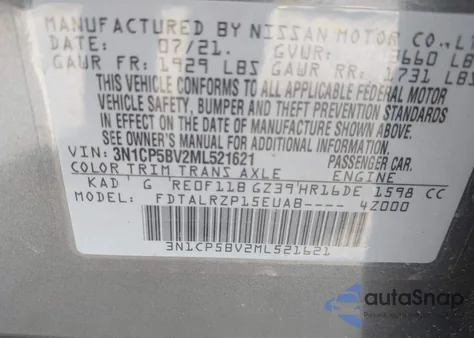 MANUFACTURED BY NISSAN MOTOR CO.,LT
DATE: 07/21. GVWR: 3660 LB
GAWR FR: 1929 LBS GAWR RR: 1731 LB
THIS VEHICLE CONFORMS TO ALL APPLICABLE FEDERAL MOTOR
VEHICLE SAFETY, BUMPER AND THEFT PREVENTION STANDARDS
IN EFFECT ON THE DATE OF MANUFACTURE SHOWN ABOVE.
SEE OWNER'S MANUAL FOR ADDITIONAL INFORMATION.
VIN: 3N1CP5BV2ML521621 PASSENGER CAR
COLOR TRIM TRANS AXLE ENGINE
KAD G RE0F11B GZ39 HR16DE 1598 CC
MODEL: FDTALRZP15EUAB---- 4Z000
3N1CP5BV2ML521621
autoSnap